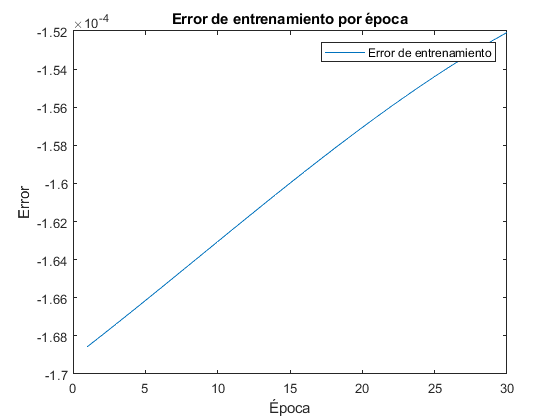 Error de entrenamiento por época
×10^-4
Error de entrenamiento
-1.52
-1.54
-1.56
-1.58
-1.6
-1.62
-1.64
-1.66
-1.68
-1.7
Error
0 5 10 15 20 25 30
Época